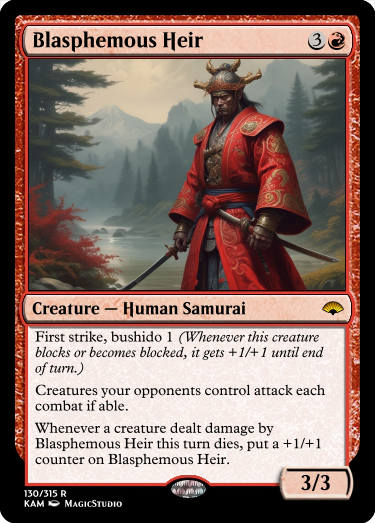 Blasphemous Heir 3
Creature — Human Samurai
First strike, bushido 1 (Whenever this creature
blocks or becomes blocked, it gets +1/+1 until end
of turn.)
Creatures your opponents control attack each
combat if able.
Whenever a creature dealt damage by
Blasphemous Heir this turn dies, put a +1/+1
counter on Blasphemous Heir.
3/3
130/315 R
KAM MagicStudio